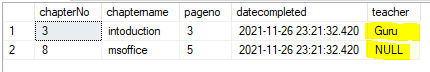 chapterNo chaptername pageno datecompleted teacher
1 3 intoduction 3 2021-11-26 23:21:32.420 Guru
2 8 msoffice 5 2021-11-26 23:21:32.420 NULL